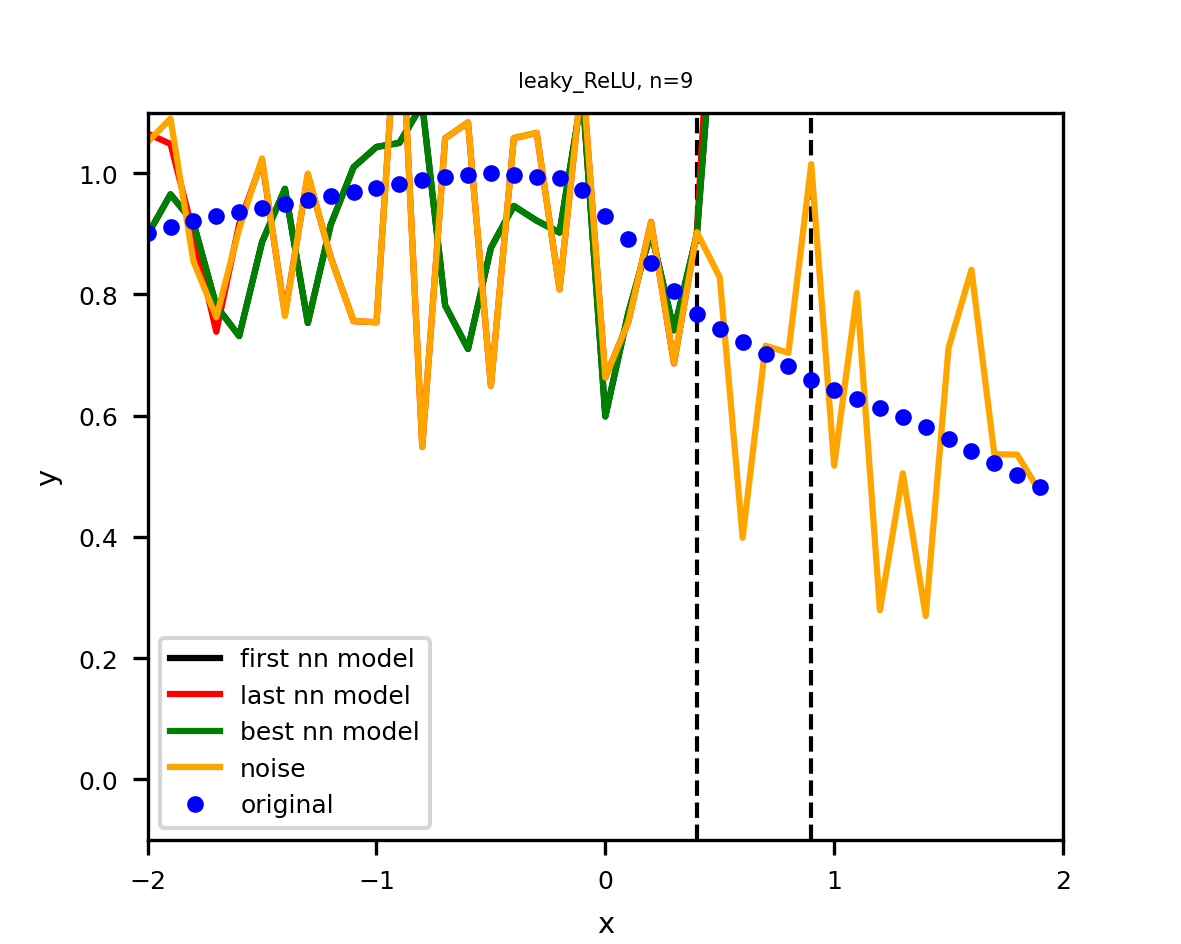 leaky_ReLU, n=9
y
1.0
0.8
0.6
0.4
0.2
0.0
first nn model
last nn model
best nn model
noise
original
−2
−1
0
1
2
x